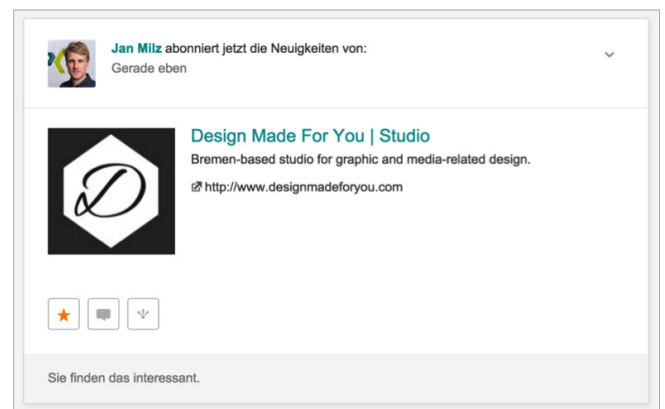 Jan Milz abonniert jetzt die Neuigkeiten von:
Gerade eben
D
Design Made For You | Studio
Bremen-based studio for graphic and media-related design.
http://www.designmadeforyou.com
Sie finden das interessant.